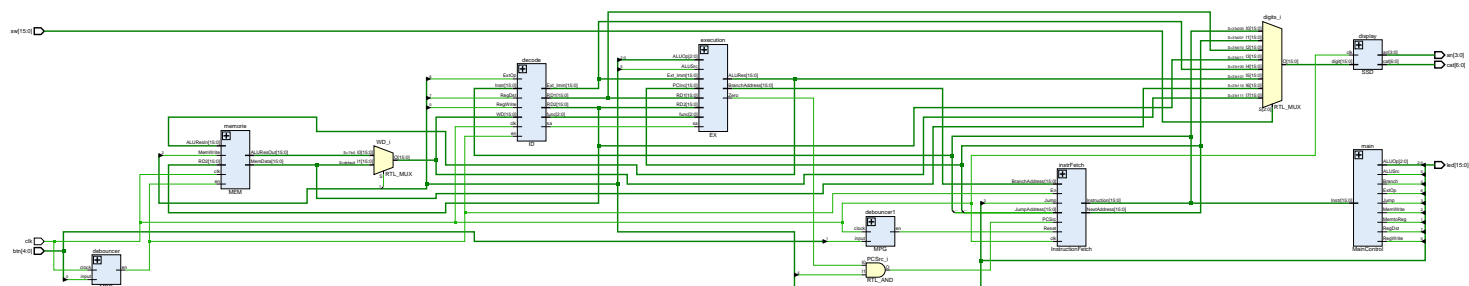 digits_i
sw[15:0]
RTL_MUX
display
clk
digit[15:0]
SSD
an[3:0]
cat[6:0]
execution
ALUOp[2:0]
ALUSrc
Ext_Imm[15:0]
PCinc[15:0]
RD1[15:0]
RD2[15:0]
func[2:0]
sa
ALURes[15:0]
BranchAddress[15:0]
Zero
EX
decode
ExtOp
Instr[15:0]
RegDst
RegWrite
WD[15:0]
clk
en
Ext_Imm[15:0]
RD1[15:0]
RD2[15:0]
func[2:0]
sa
ID
memorie
ALUResIn[15:0]
MemWrite
RD2[15:0]
clk
en
ALUResOut[15:0]
MemData[15:0]
MEM
WD_i
O[15:0]
RTL_MUX
instrFetch
BranchAddress[15:0]
En
Jump
JumpAddress[15:0]
PCSrc
Reset
clk
Instruction[15:0]
NextAddress[15:0]
InstructionFetch
main
Instr[15:0]
ALUOp[2:0]
ALUSrc
Branch
ExtOp
Jump
MemWrite
MemtoReg
RegDst
RegWrite
MainControl
led[15:0]
debouncer1
clock
input
en
MPG
PCSrc_i
I0
I1
O
RTL_AND
clk
btn[4:0]
debouncer
clock
input
en